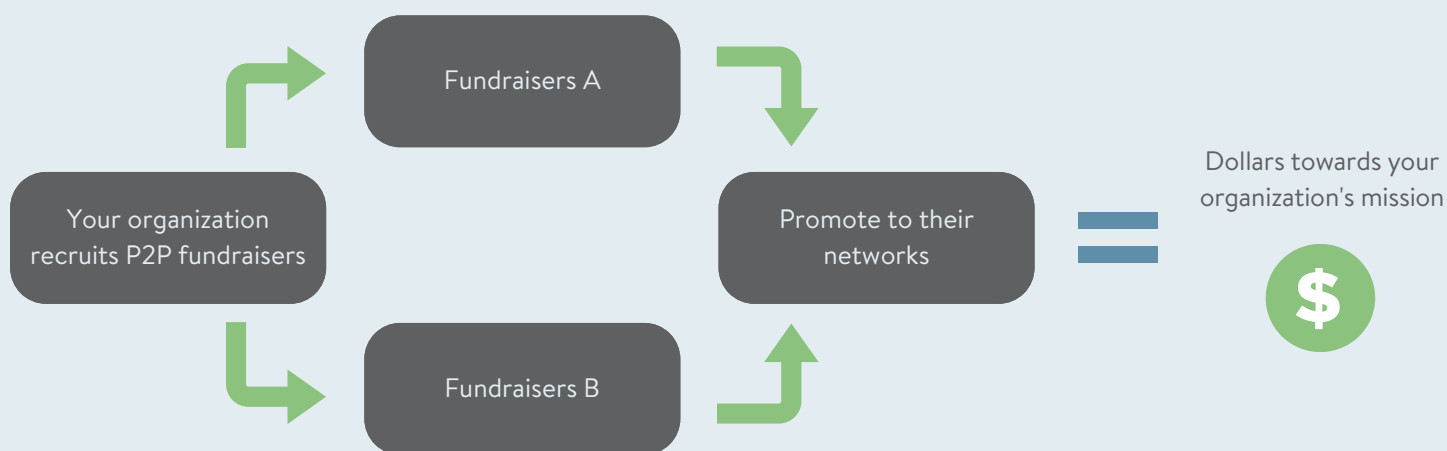 Fundraisers A
Your organization
recruits P2P fundraisers
Promote to their
networks
Dollars towards your
organization's mission
$
Fundraisers B